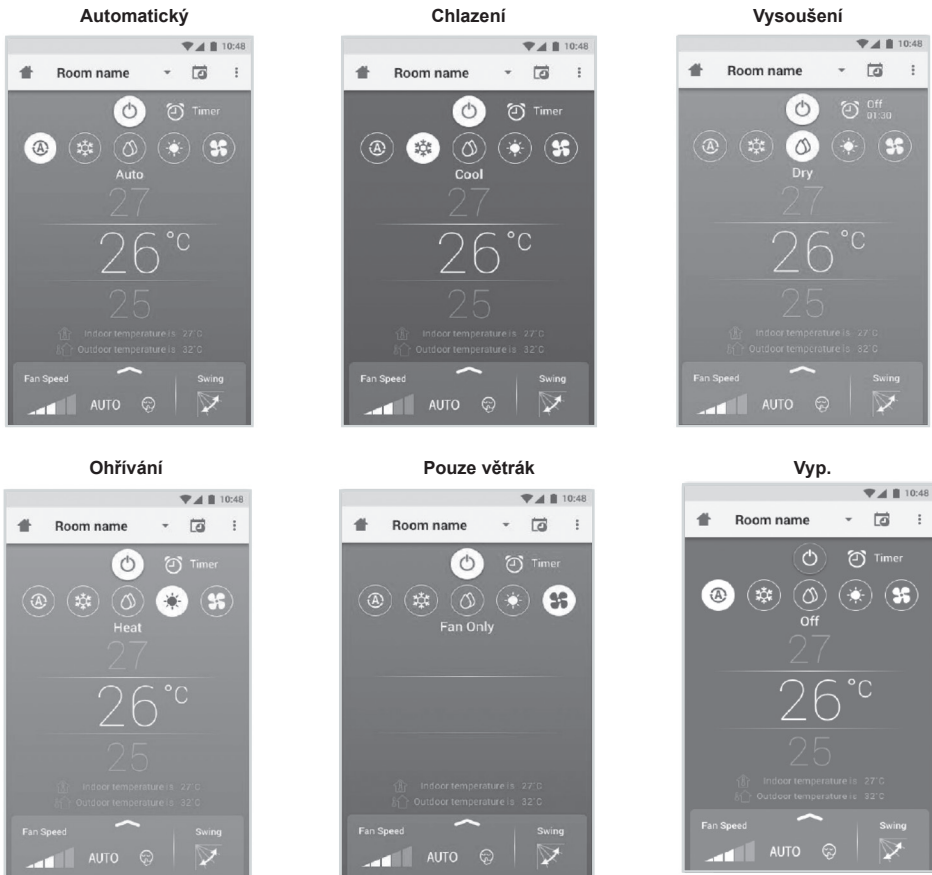 Automatický
10:48
Room name
Timer
Auto
27
26°C
25
Indoor temperature is 27°C
Outdoor temperature is 32°C
Fan Speed
Swing
AUTO
Chlazení
10:48
Room name
Timer
Cool
27
26°C
25
Indoor temperature is 27°C
Outdoor temperature is 32°C
Fan Speed
Swing
AUTO
Vysoušení
10:48
Room name
Off
01:30
Dry
27
26°C
25
Indoor temperature is 27°C
Outdoor temperature is 32°C
Fan Speed
Swing
AUTO
Ohřívání
10:48
Room name
Timer
Heat
27
26°C
25
Indoor temperature is 27°C
Outdoor temperature is 32°C
Fan Speed
Swing
AUTO
Pouze větrák
10:48
Room name
Timer
Fan Only
Indoor temperature is 27°C
Outdoor temperature is 32°C
Fan Speed
Swing
AUTO
Vyp.
10:48
Room name
Timer
Off
27
26°C
25
Indoor temperature is 27°C
Outdoor temperature is 32°C
Fan Speed
Swing
AUTO